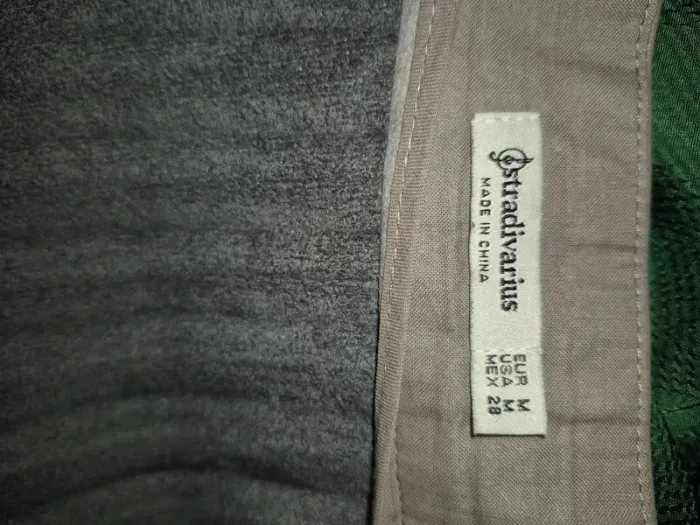 stradivarius
MADE IN CHINA
EUR M
USA M
MEX 28